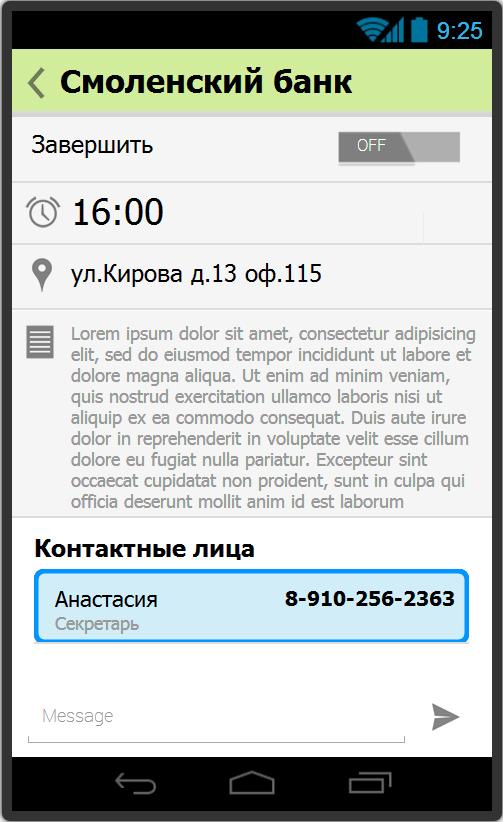 9:25
Смоленский банк
Завершить
OFF
16:00
ул.Кирова д.13 оф.115
Lorem ipsum dolor sit amet, consectetur adipisicing
elit, sed do eiusmod tempor incididunt ut labore et
dolore magna aliqua. Ut enim ad minim veniam,
quis nostrud exercitation ullamco laboris nisi ut
aliquip ex ea commodo consequat. Duis aute irure
dolor in reprehenderit in voluptate velit esse cillum
dolore eu fugiat nulla pariatur. Excepteur sint
occaecat cupidatat non proident, sunt in culpa qui
officia deserunt mollit anim id est laborum
Контактные лица
Анастасия 8-910-256-2363
Секретарь
Message